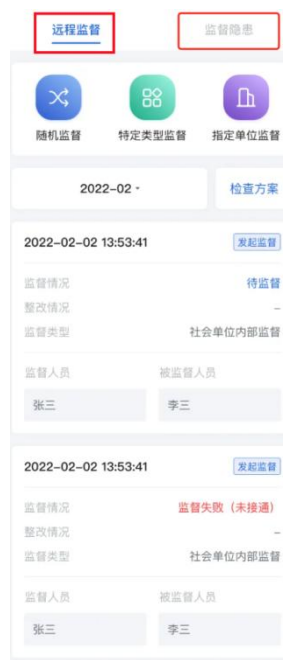 远程监督 监督隐患
随机监督 特定类型监督 指定单位监督
2022-02 检查方案
2022-02-02 13:53:41 发起监督
监督情况 待监督
整改情况 –
监督类型 社会单位内部监督
监督人员 被监督人员
张三 李三
2022-02-02 13:53:41 发起监督
监督情况 监督失败（未接通）
整改情况 –
监督类型 社会单位内部监督
监督人员 被监督人员
张三 李三